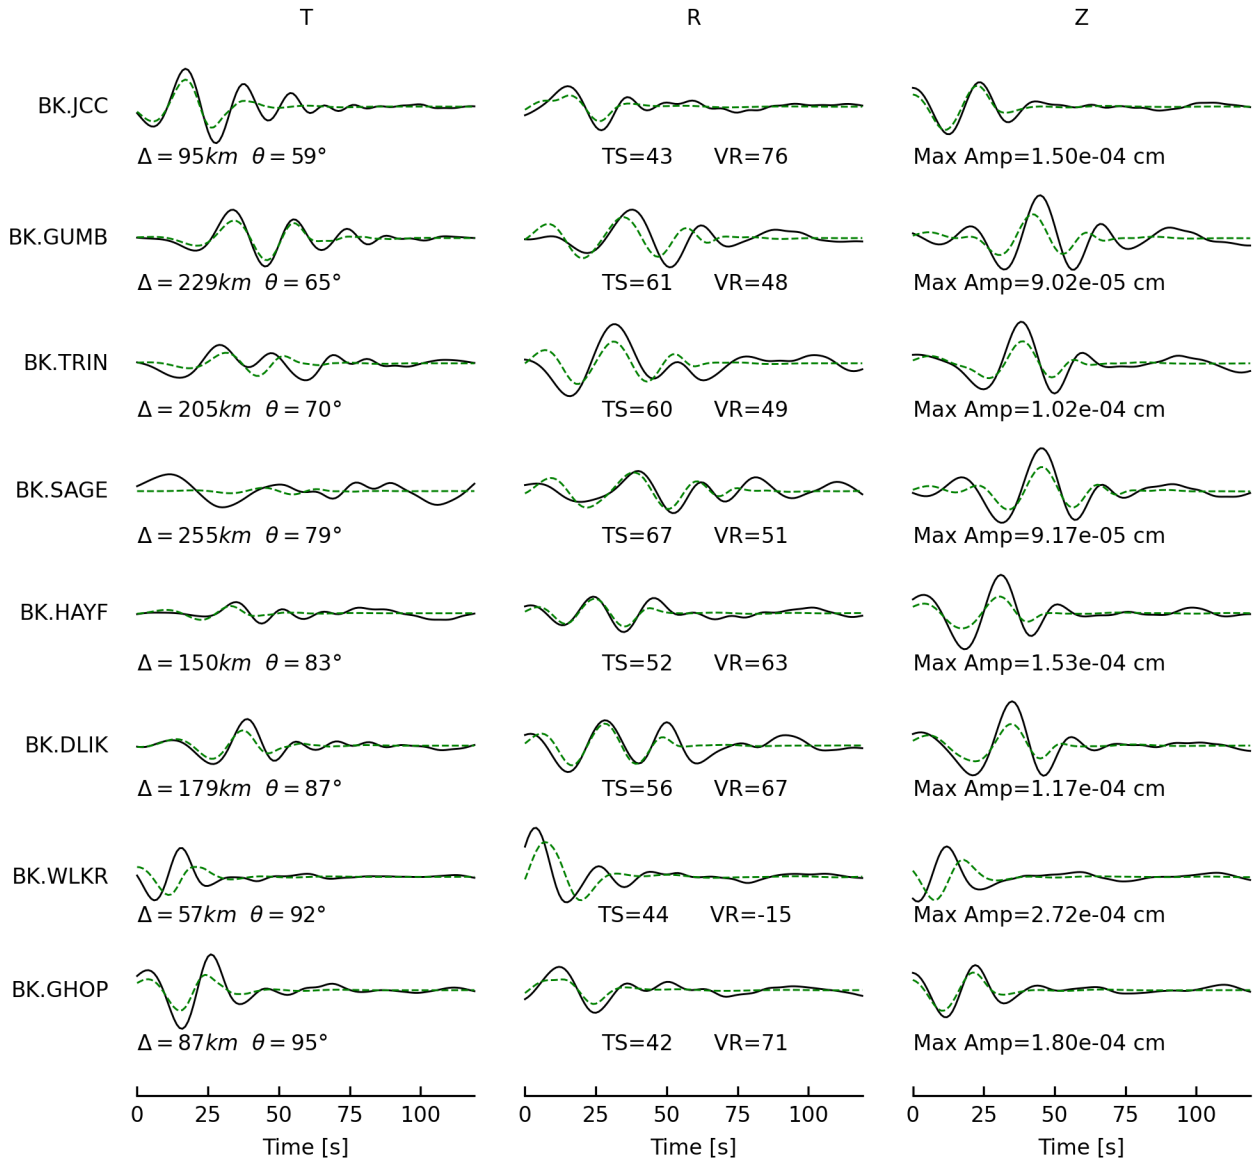 T R Z
BK.JCC
Δ = 95km θ = 59° TS=43 VR=76 Max Amp=1.50e-04 cm
BK.GUMB
Δ = 229km θ = 65° TS=61 VR=48 Max Amp=9.02e-05 cm
BK.TRIN
Δ = 205km θ = 70° TS=60 VR=49 Max Amp=1.02e-04 cm
BK.SAGE
Δ = 255km θ = 79° TS=67 VR=51 Max Amp=9.17e-05 cm
BK.HAYF
Δ = 150km θ = 83° TS=52 VR=63 Max Amp=1.53e-04 cm
BK.DLIK
Δ = 179km θ = 87° TS=56 VR=67 Max Amp=1.17e-04 cm
BK.WLKR
Δ = 57km θ = 92° TS=44 VR=-15 Max Amp=2.72e-04 cm
BK.GHOP
Δ = 87km θ = 95° TS=42 VR=71 Max Amp=1.80e-04 cm
0 25 50 75 100 0 25 50 75 100 0 25 50 75 100
Time [s] Time [s] Time [s]